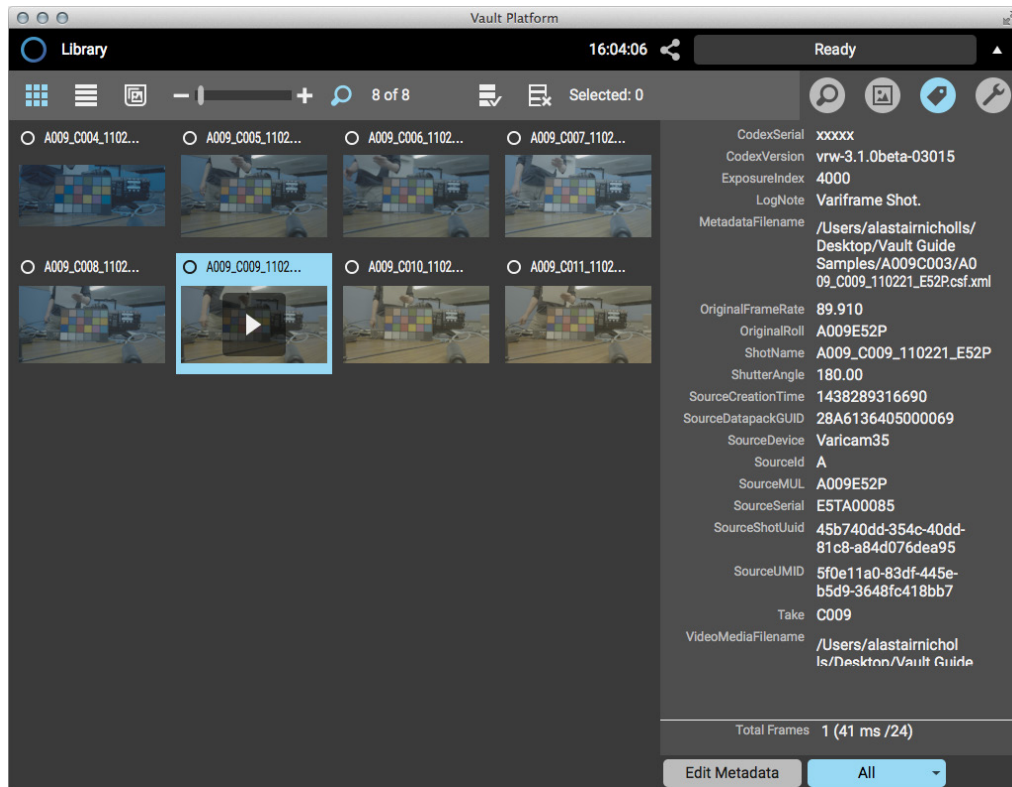 Vault Platform
Library
16:04:06
Ready
8 of 8
Selected: 0
A009_C004_1102...
A009_C005_1102...
A009_C006_1102...
A009_C007_1102...
A009_C008_1102...
A009_C009_1102...
A009_C010_1102...
A009_C011_1102...
CodexSerial xxxxx
CodexVersion vrw-3.1.0beta-03015
ExposureIndex 4000
LogNote Variframe Shot.
MetadataFilename /Users/alastairnicholls/
Desktop/Vault Guide
Samples/A009C003/A0
09_C009_110221_E52P.csf.xml
OriginalFrameRate 89.910
OriginalRoll A009E52P
ShotName A009_C009_110221_E52P
ShutterAngle 180.00
SourceCreationTime 1438289316690
SourceDatapackGUID 28A6136405000069
SourceDevice Varicam35
SourceId A
SourceMUL A009E52P
SourceSerial E5TA00085
SourceShotUuid 45b740dd-354c-40dd-
81c8-a84d076dea95
SourceUMID 5f0e11a0-83df-445e-
b5d9-3648fc418bb7
Take C009
VideoMediaFilename /Users/alastairnichol
ls/Desktop/Vault Guide
Total Frames 1 (41 ms /24)
Edit Metadata
All